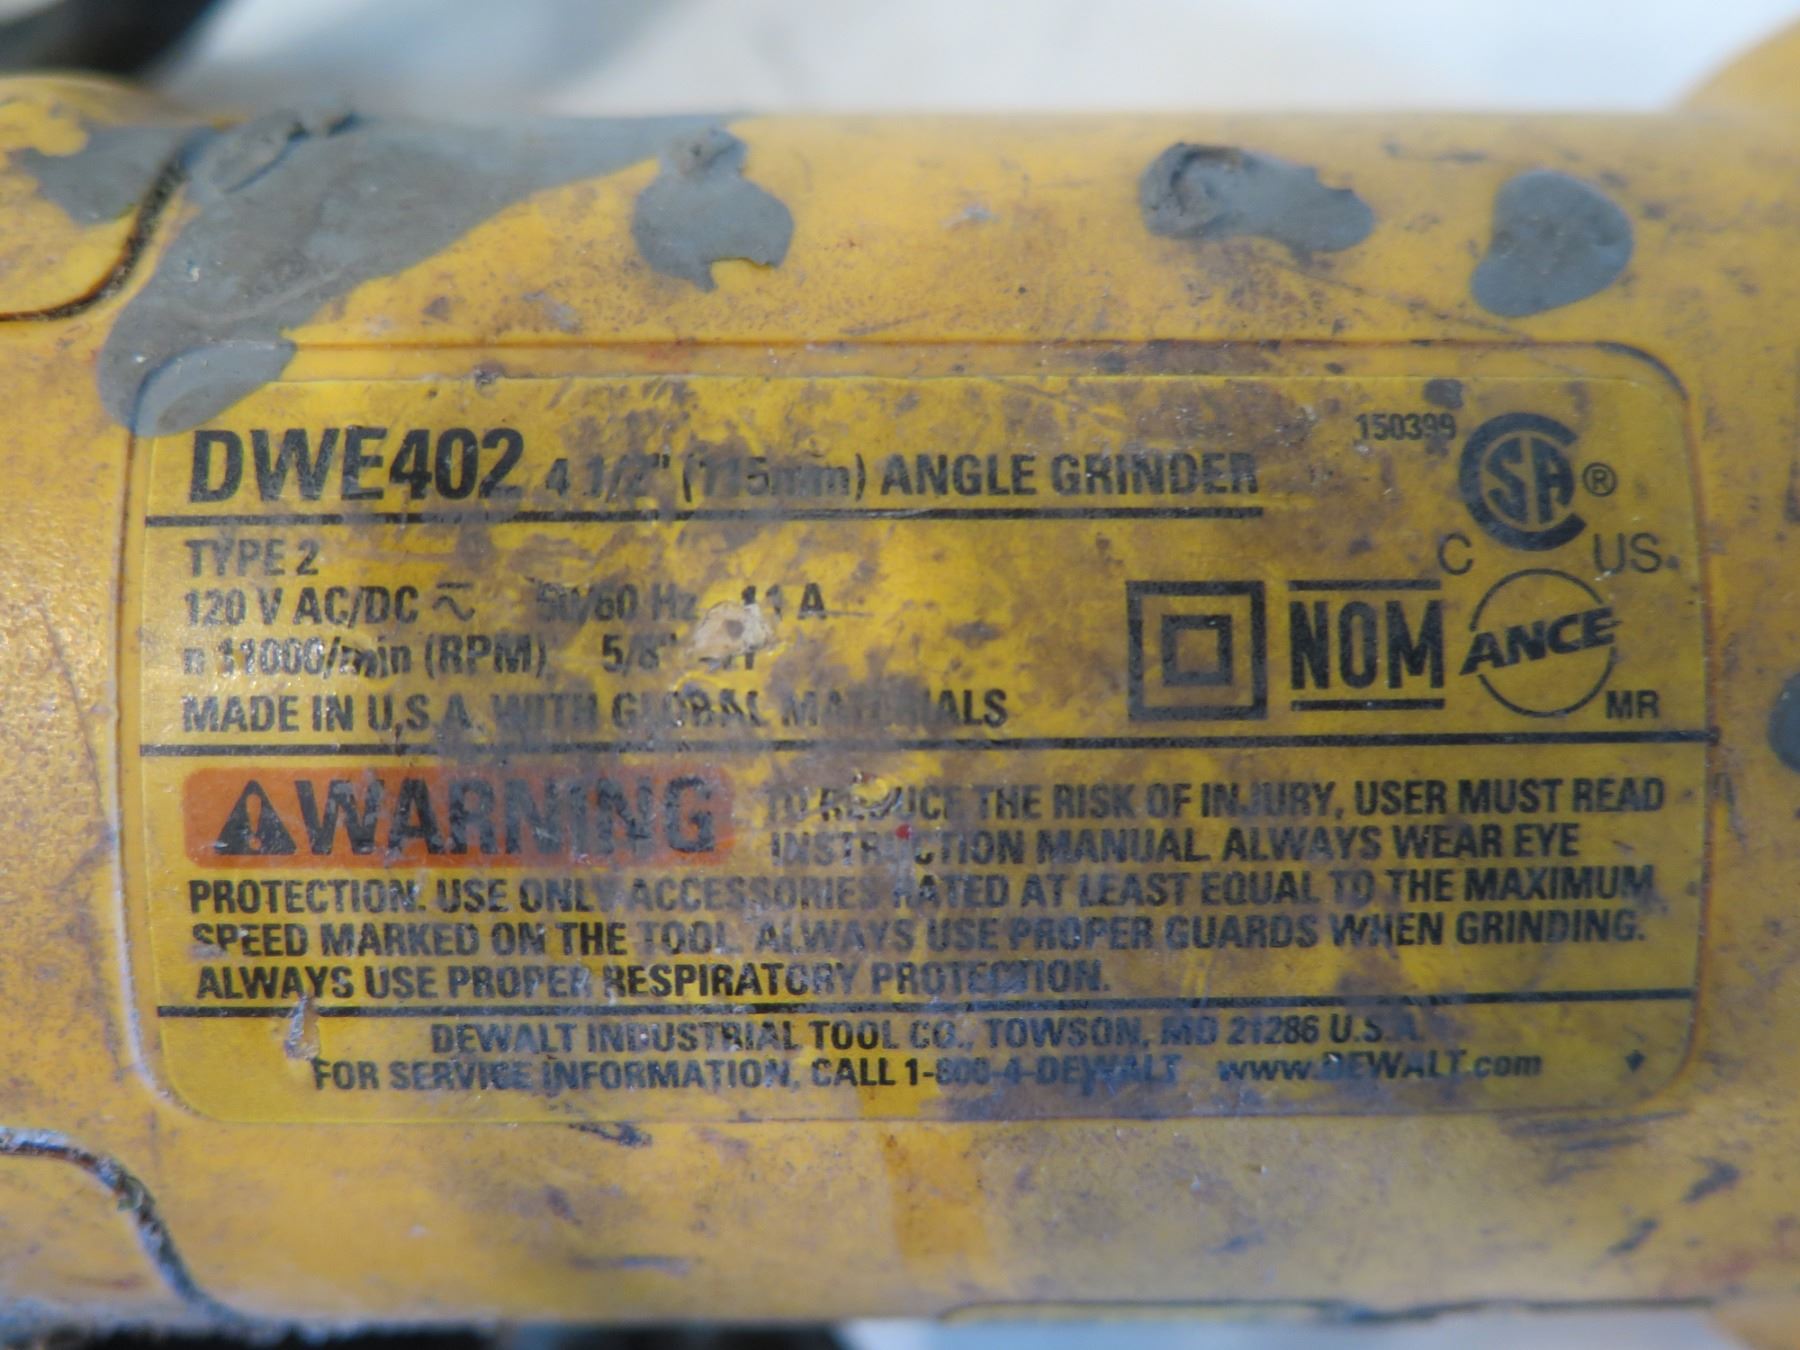 150399
DWE402 4 1/2" (115mm) ANGLE GRINDER
CSA ®
C US
TYPE 2
120 V AC/DC 50/60 Hz 11 A
n 11000/min (RPM) 5/8"
MADE IN U.S.A. WITH GLOBAL MATERIALS
NOM ANCE
MR
WARNING TO REDUCE THE RISK OF INJURY, USER MUST READ
INSTRUCTION MANUAL. ALWAYS WEAR EYE
PROTECTION. USE ONLY ACCESSORIES RATED AT LEAST EQUAL TO THE MAXIMUM
SPEED MARKED ON THE TOOL. ALWAYS USE PROPER GUARDS WHEN GRINDING.
ALWAYS USE PROPER RESPIRATORY PROTECTION.
DEWALT INDUSTRIAL TOOL CO., TOWSON, MD 21286 U.S.A.
FOR SERVICE INFORMATION, CALL 1-800-4-DEWALT www.DEWALT.com